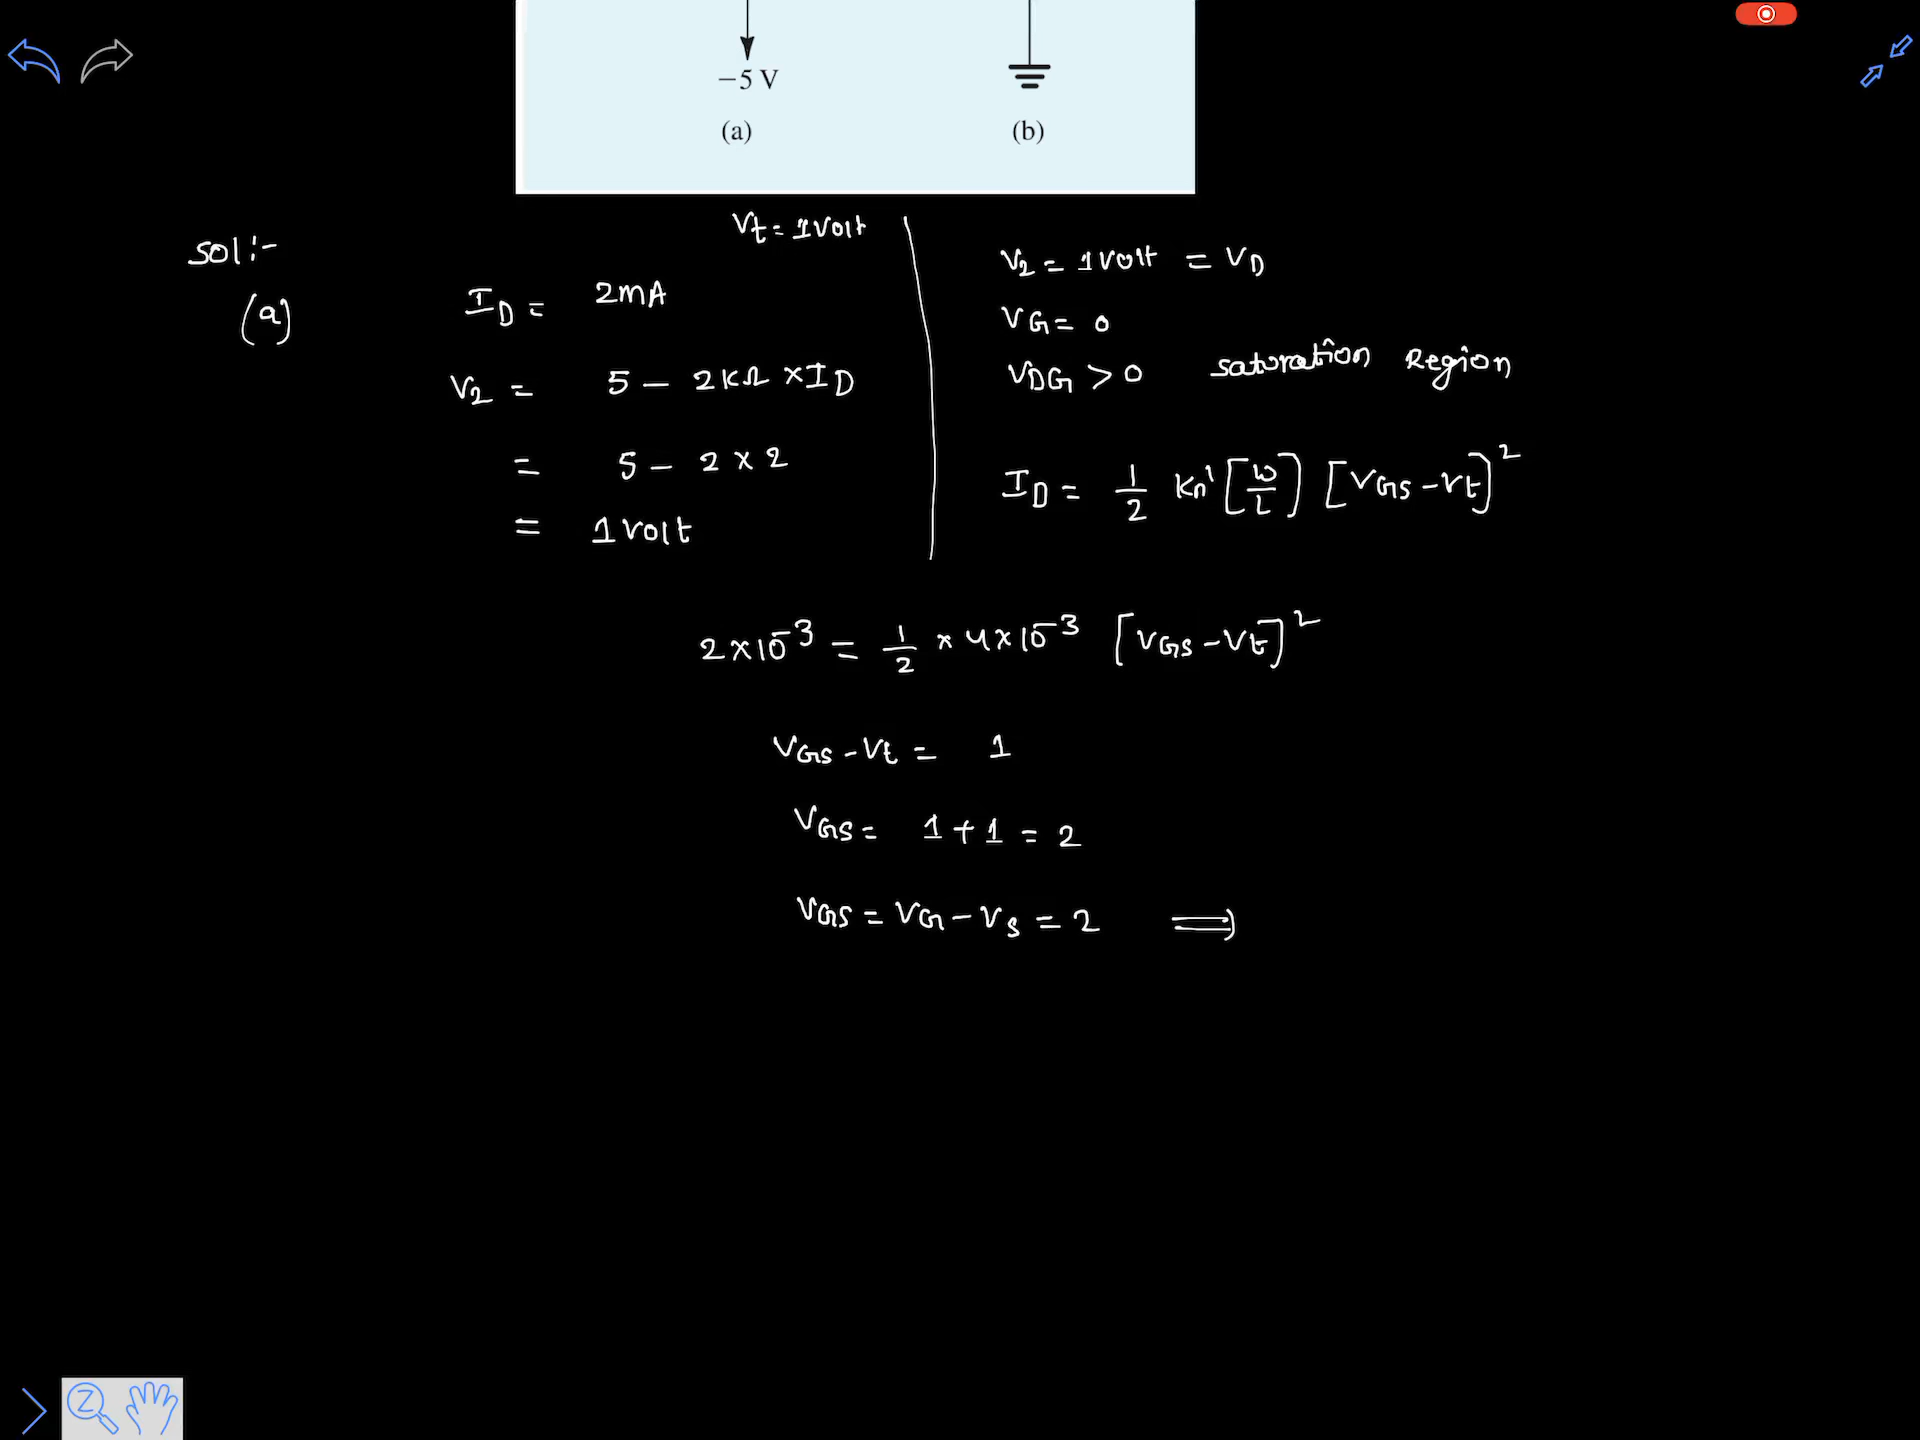 −5 V
(a)
(b)
Vt = 1 Volt
Sol:-
(a)
ID = 2mA
V2 = 5 − 2KΩ × ID
= 5 − 2 × 2
= 1 Volt
V2 = 1 Volt = VD
VG = 0
VDG > 0 saturation Region
ID = 1/2 Kn' [W/L] [VGS − Vt]²
2×10⁻³ = 1/2 × 4×10⁻³ [VGS − Vt]²
VGS − Vt = 1
VGS = 1 + 1 = 2
VGS = VG − VS = 2 ⟹
Z